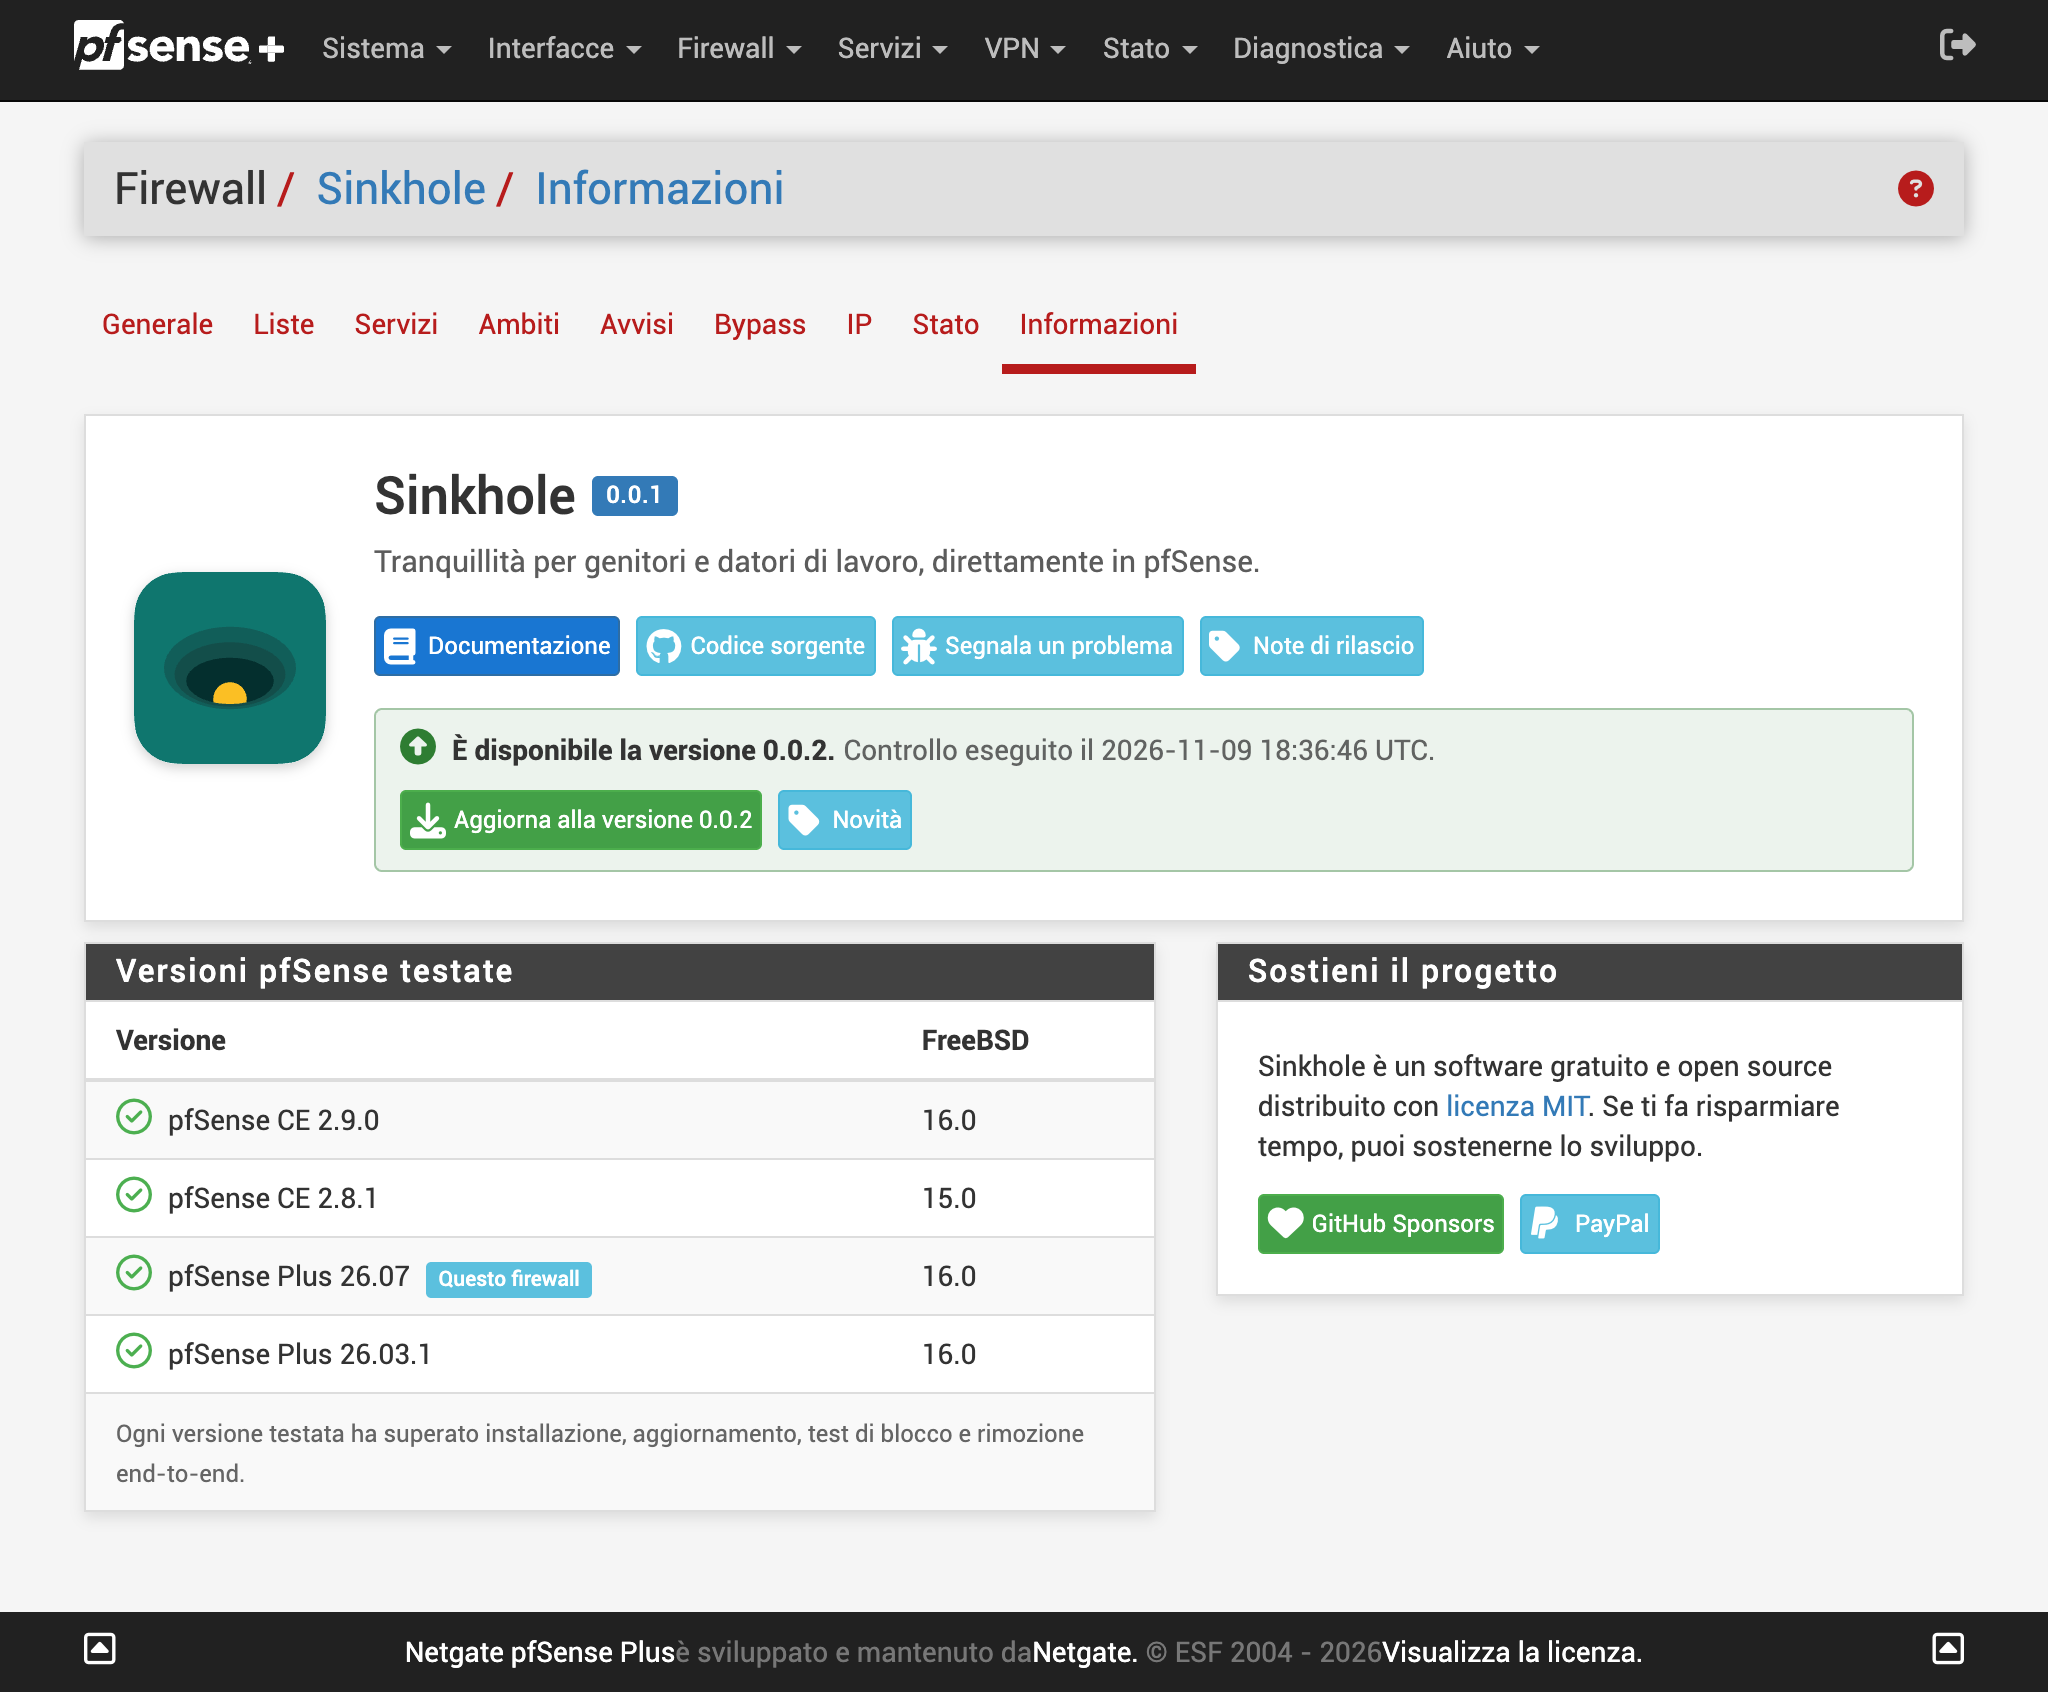 pfsense+ Sistema Interfacce Firewall Servizi VPN Stato Diagnostica Aiuto
Firewall / Sinkhole / Informazioni ?
Generale Liste Servizi Ambiti Avvisi Bypass IP Stato Informazioni
Sinkhole 0.0.1
Tranquillità per genitori e datori di lavoro, direttamente in pfSense.
Documentazione Codice sorgente Segnala un problema Note di rilascio
È disponibile la versione 0.0.2. Controllo eseguito il 2026-11-09 18:36:46 UTC.
Aggiorna alla versione 0.0.2 Novità
Versioni pfSense testate
Versione FreeBSD
pfSense CE 2.9.0 16.0
pfSense CE 2.8.1 15.0
pfSense Plus 26.07 Questo firewall 16.0
pfSense Plus 26.03.1 16.0
Ogni versione testata ha superato installazione, aggiornamento, test di blocco e rimozione
end-to-end.
Sostieni il progetto
Sinkhole è un software gratuito e open source
distribuito con licenza MIT. Se ti fa risparmiare
tempo, puoi sostenerne lo sviluppo.
GitHub Sponsors PayPal
Netgate pfSense Plusè sviluppato e mantenuto daNetgate. © ESF 2004 - 2026Visualizza la licenza.